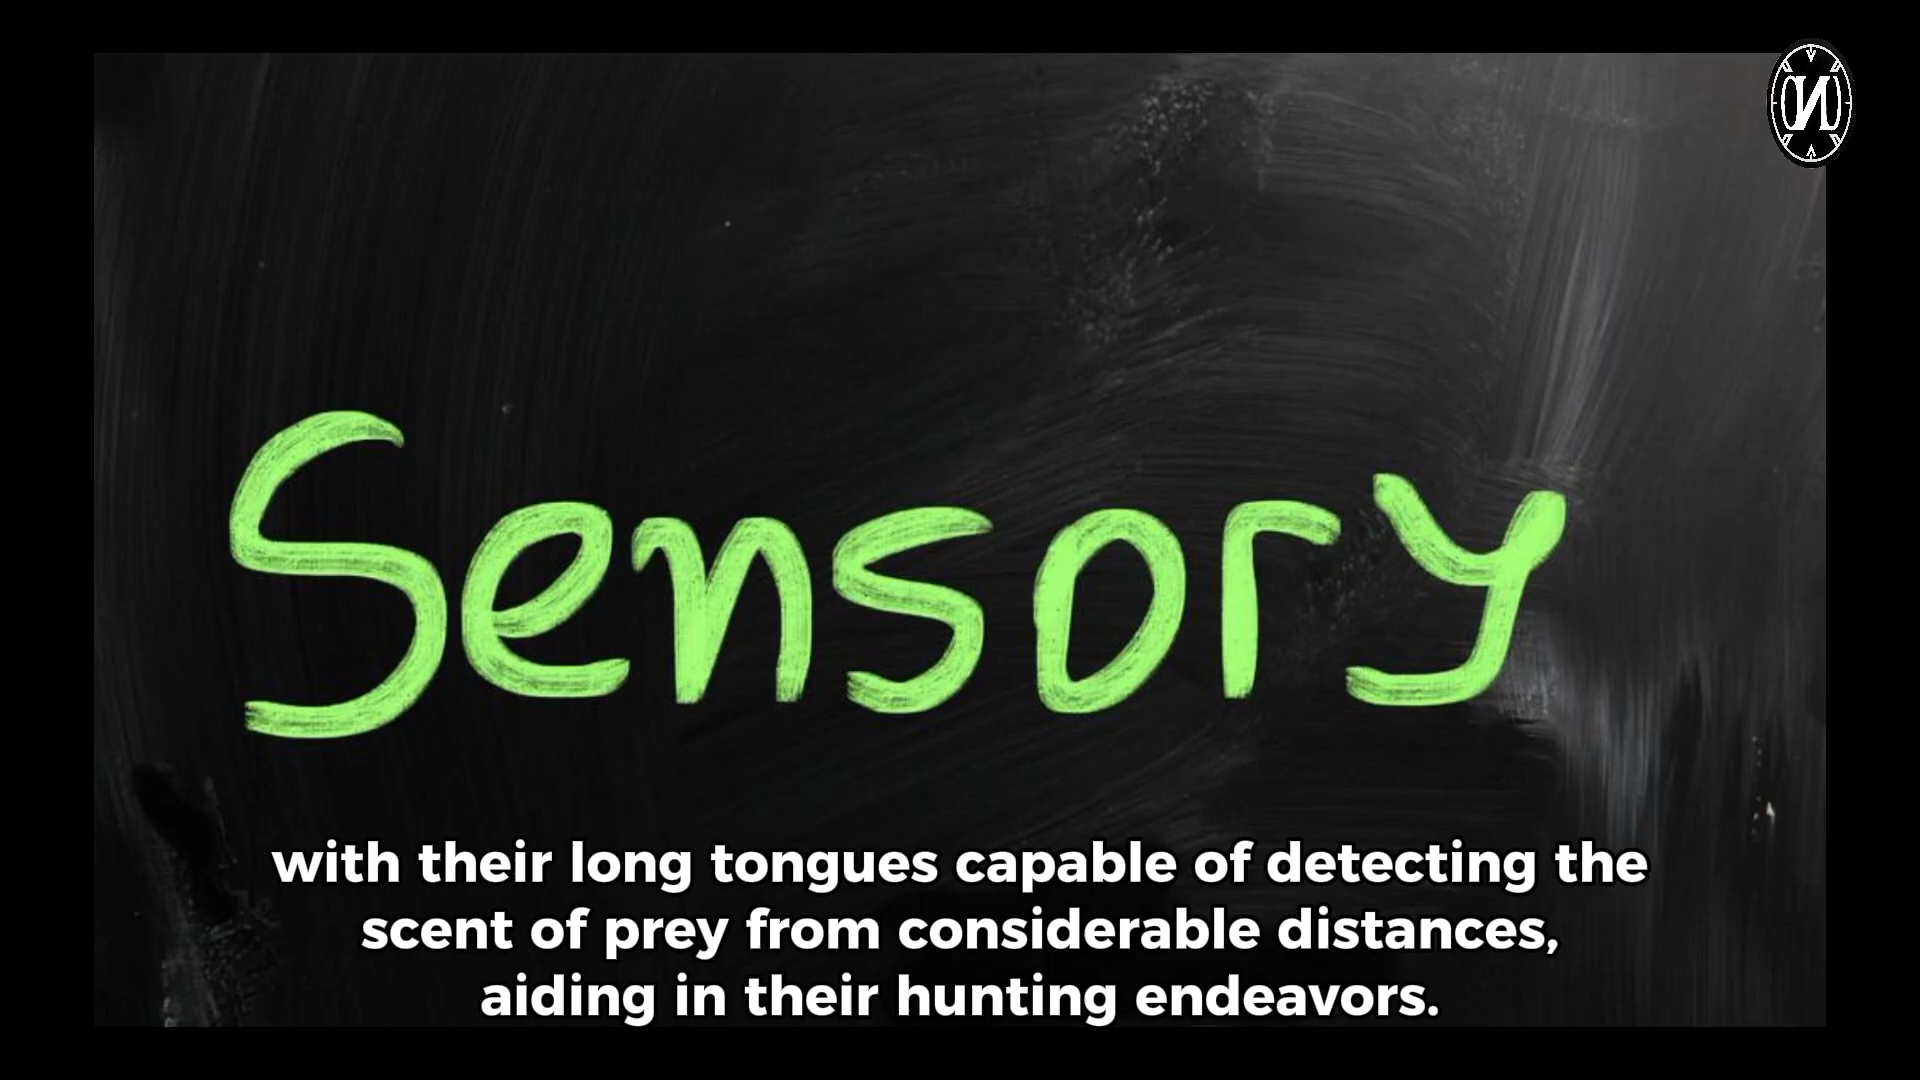 Sensory
with their long tongues capable of detecting the
scent of prey from considerable distances,
aiding in their hunting endeavors.